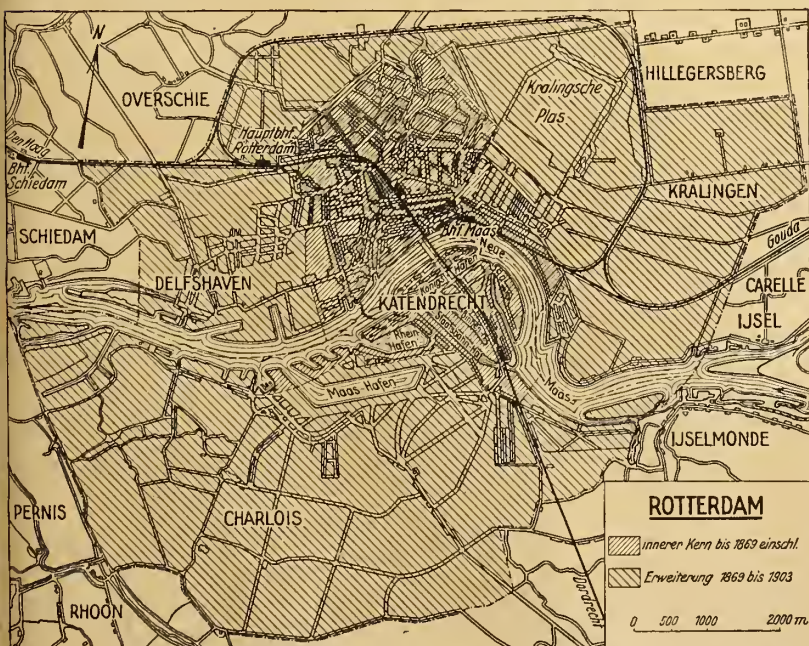 N
OVERSCHIE
HILLEGERSBERG
Kralingsche
Plas
Hauptbhf.
Rotterdam
Den Haag
Bhf.
Schiedam
KRALINGEN
SCHIEDAM
Bhf Maas
Neue
Gouda
DELFSHAVEN
CARELLE
KATENDRECHT
IJSEL
Rhein
Hafen
Maas-Hafen
Maas
IJSELMONDE
PERNIS
CHARLOIS
RHOON
Dordrecht
ROTTERDAM
innerer Kern bis 1869 einschl.
Erweiterung 1869 bis 1903
0 500 1000 2000 m